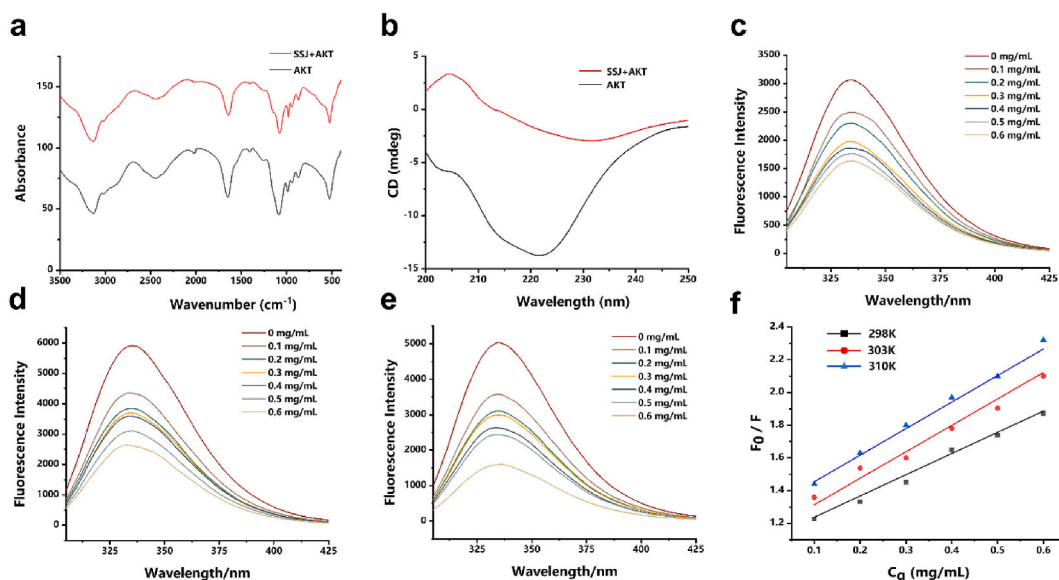 a
SSJ+AKT
AKT
150
100
50
0
Absorbance
3500 3000 2500 2000 1500 1000 500
Wavenumber (cm⁻¹)
b
SSJ+AKT
AKT
5
0
-5
-10
-15
CD (mdeg)
200 210 220 230 240 250
Wavelength (nm)
c
0 mg/mL
0.1 mg/mL
0.2 mg/mL
0.3 mg/mL
0.4 mg/mL
0.5 mg/mL
0.6 mg/mL
3500
3000
2500
2000
1500
1000
500
0
Fluorescence Intensity
325 350 375 400 425
Wavelength/nm
d
0 mg/mL
0.1 mg/mL
0.2 mg/mL
0.3 mg/mL
0.4 mg/mL
0.5 mg/mL
0.6 mg/mL
6000
5000
4000
3000
2000
1000
0
Fluorescence Intensity
325 350 375 400 425
Wavelength/nm
e
0 mg/mL
0.1 mg/mL
0.2 mg/mL
0.3 mg/mL
0.4 mg/mL
0.5 mg/mL
0.6 mg/mL
5000
4000
3000
2000
1000
0
Fluorescence Intensity
325 350 375 400 425
Wavelength/nm
f
298K
303K
310K
2.4
2.2
2.0
1.8
1.6
1.4
1.2
F₀ / F
0.1 0.2 0.3 0.4 0.5 0.6
Cq (mg/mL)